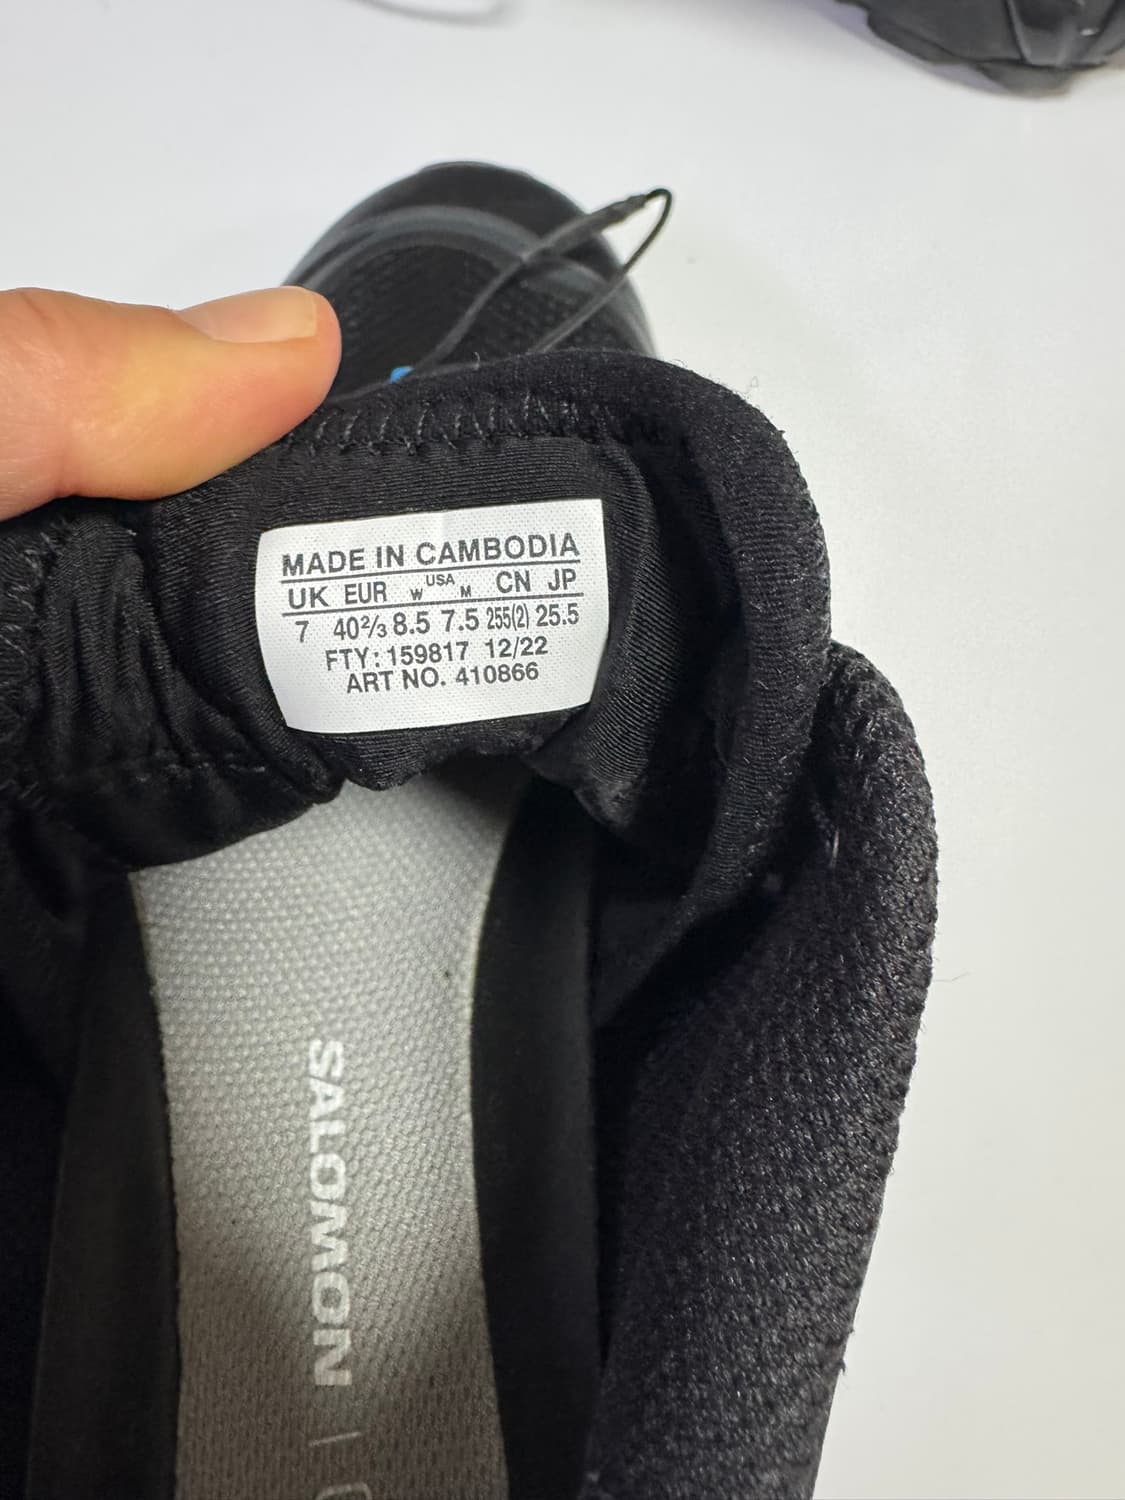 MADE IN CAMBODIA
UK EUR W USA M CN JP
7 40⅔ 8.5 7.5 255(2) 25.5
FTY: 159817 12/22
ART NO. 410866
SALOMON |